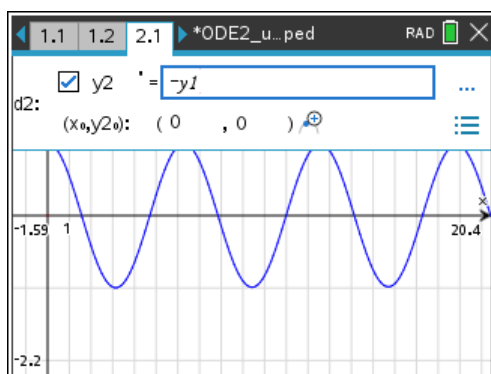 1.1 1.2 2.1 *ODE2_u…ped RAD
y2 '= -y1 ...
d2:
(x₀,y2₀): (0 ,0 )
x
-1.59 1 20.4
-2.2